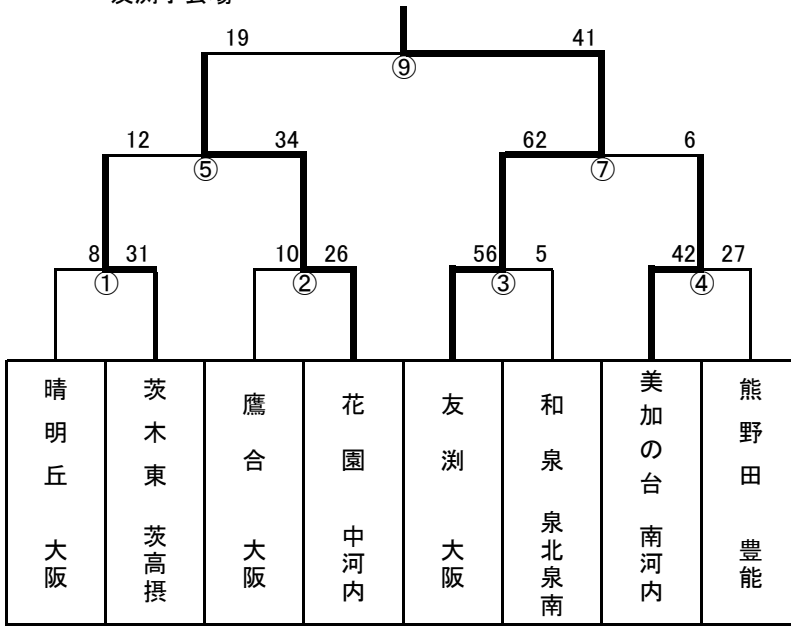 19
41
⑨
12
34
62
6
⑤
⑦
8
31
10
26
56
5
42
27
①
②
③
④
晴明丘 大阪
茨木東 茨高摂
鷹合 大阪
花園 中河内
友渕 大阪
和泉 泉北泉南
美加の台 南河内
熊野田 豊能